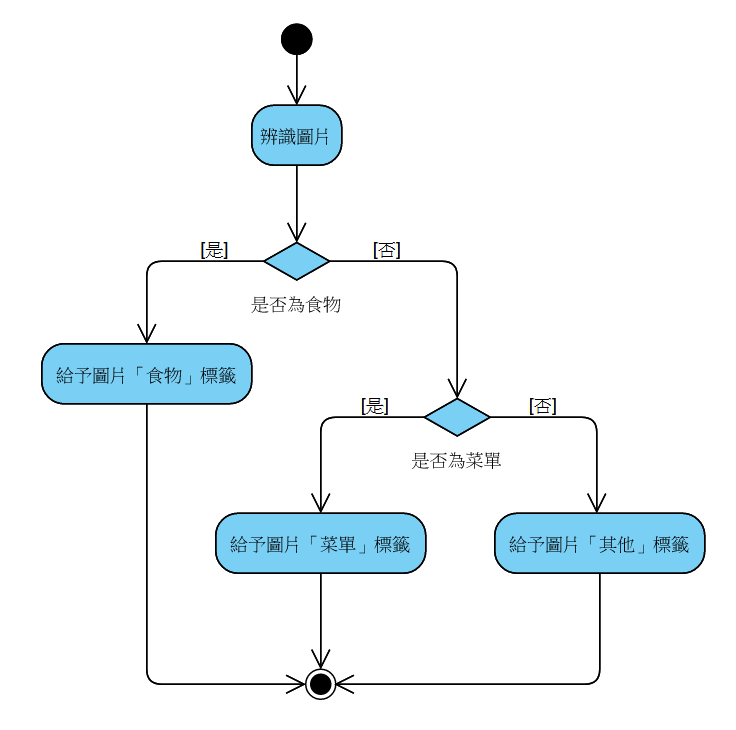 辨識圖片
[是]
[否]
是否為食物
給予圖片「食物」標籤
[是]
[否]
是否為菜單
給予圖片「菜單」標籤
給予圖片「其他」標籤